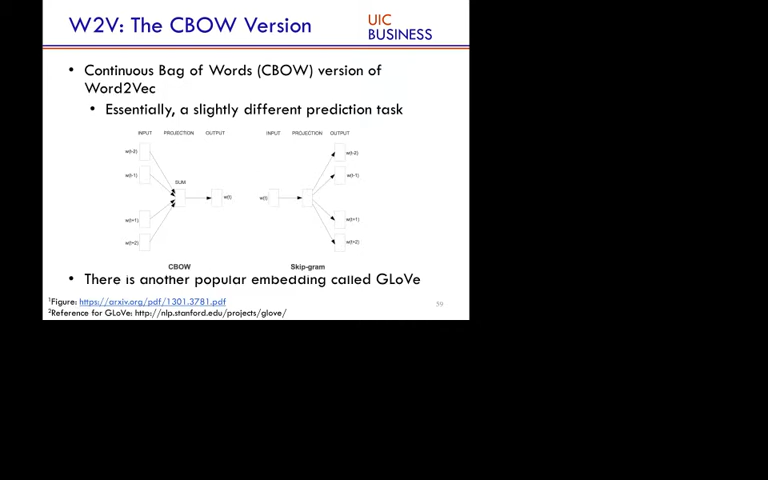 W2V: The CBOW Version
UIC
BUSINESS
• Continuous Bag of Words (CBOW) version of
Word2Vec
• Essentially, a slightly different prediction task
INPUT PROJECTION OUTPUT
INPUT PROJECTION OUTPUT
w(t-2)
w(t-1)
SUM
w(t)
w(t+1)
w(t+2)
CBOW
w(t-2)
w(t-1)
w(t)
w(t+1)
w(t+2)
Skip-gram
• There is another popular embedding called GLoVe
1Figure: https://arxiv.org/pdf/1301.3781.pdf
2Reference for GLoVe: http://nlp.stanford.edu/projects/glove/
59